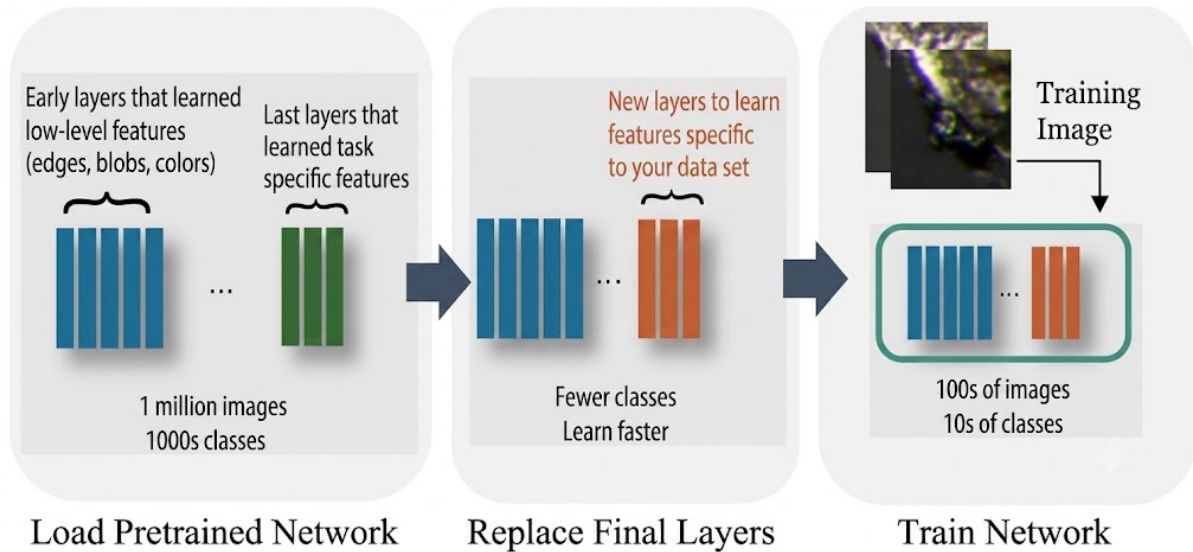 Early layers that learned
low-level features
(edges, blobs, colors)
Last layers that
learned task
specific features
...
1 million images
1000s classes
Load Pretrained Network
New layers to learn
features specific
to your data set
...
Fewer classes
Learn faster
Replace Final Layers
Training
Image
...
100s of images
10s of classes
Train Network